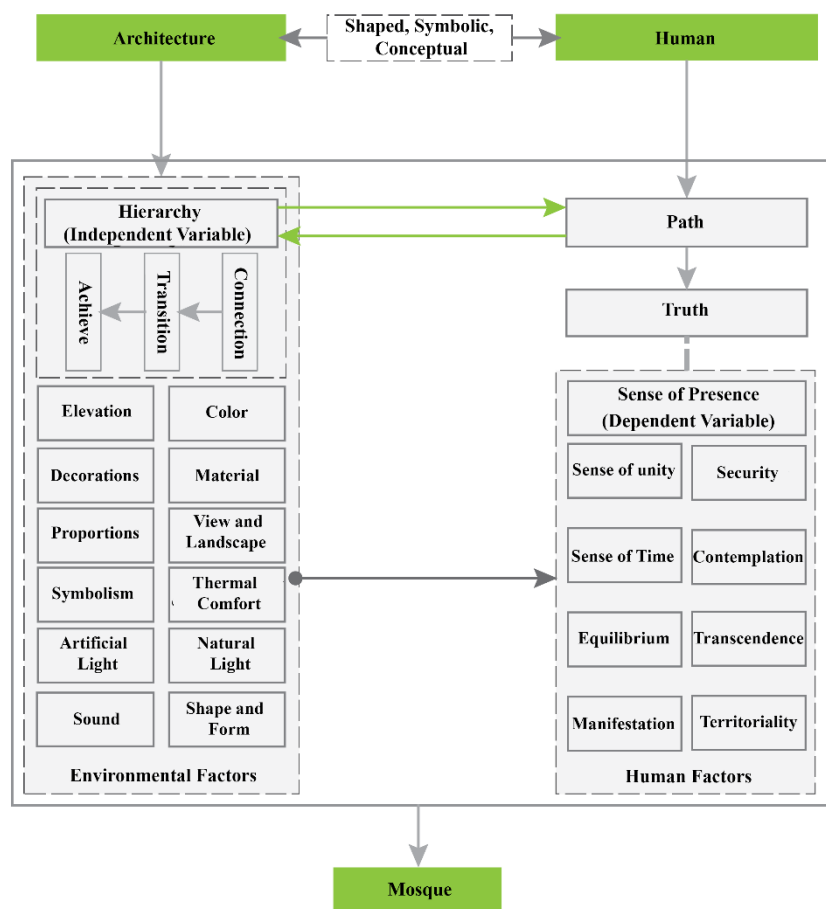 Architecture
Shaped, Symbolic,
Conceptual
Human
Hierarchy
(Independent Variable)
Achieve
Transition
Connection
Path
Truth
Elevation
Color
Decorations
Material
Proportions
View and
Landscape
Symbolism
Thermal
Comfort
Artificial
Light
Natural
Light
Sound
Shape and
Form
Environmental Factors
Sense of Presence
(Dependent Variable)
Sense of unity
Security
Sense of Time
Contemplation
Equilibrium
Transcendence
Manifestation
Territoriality
Human Factors
Mosque